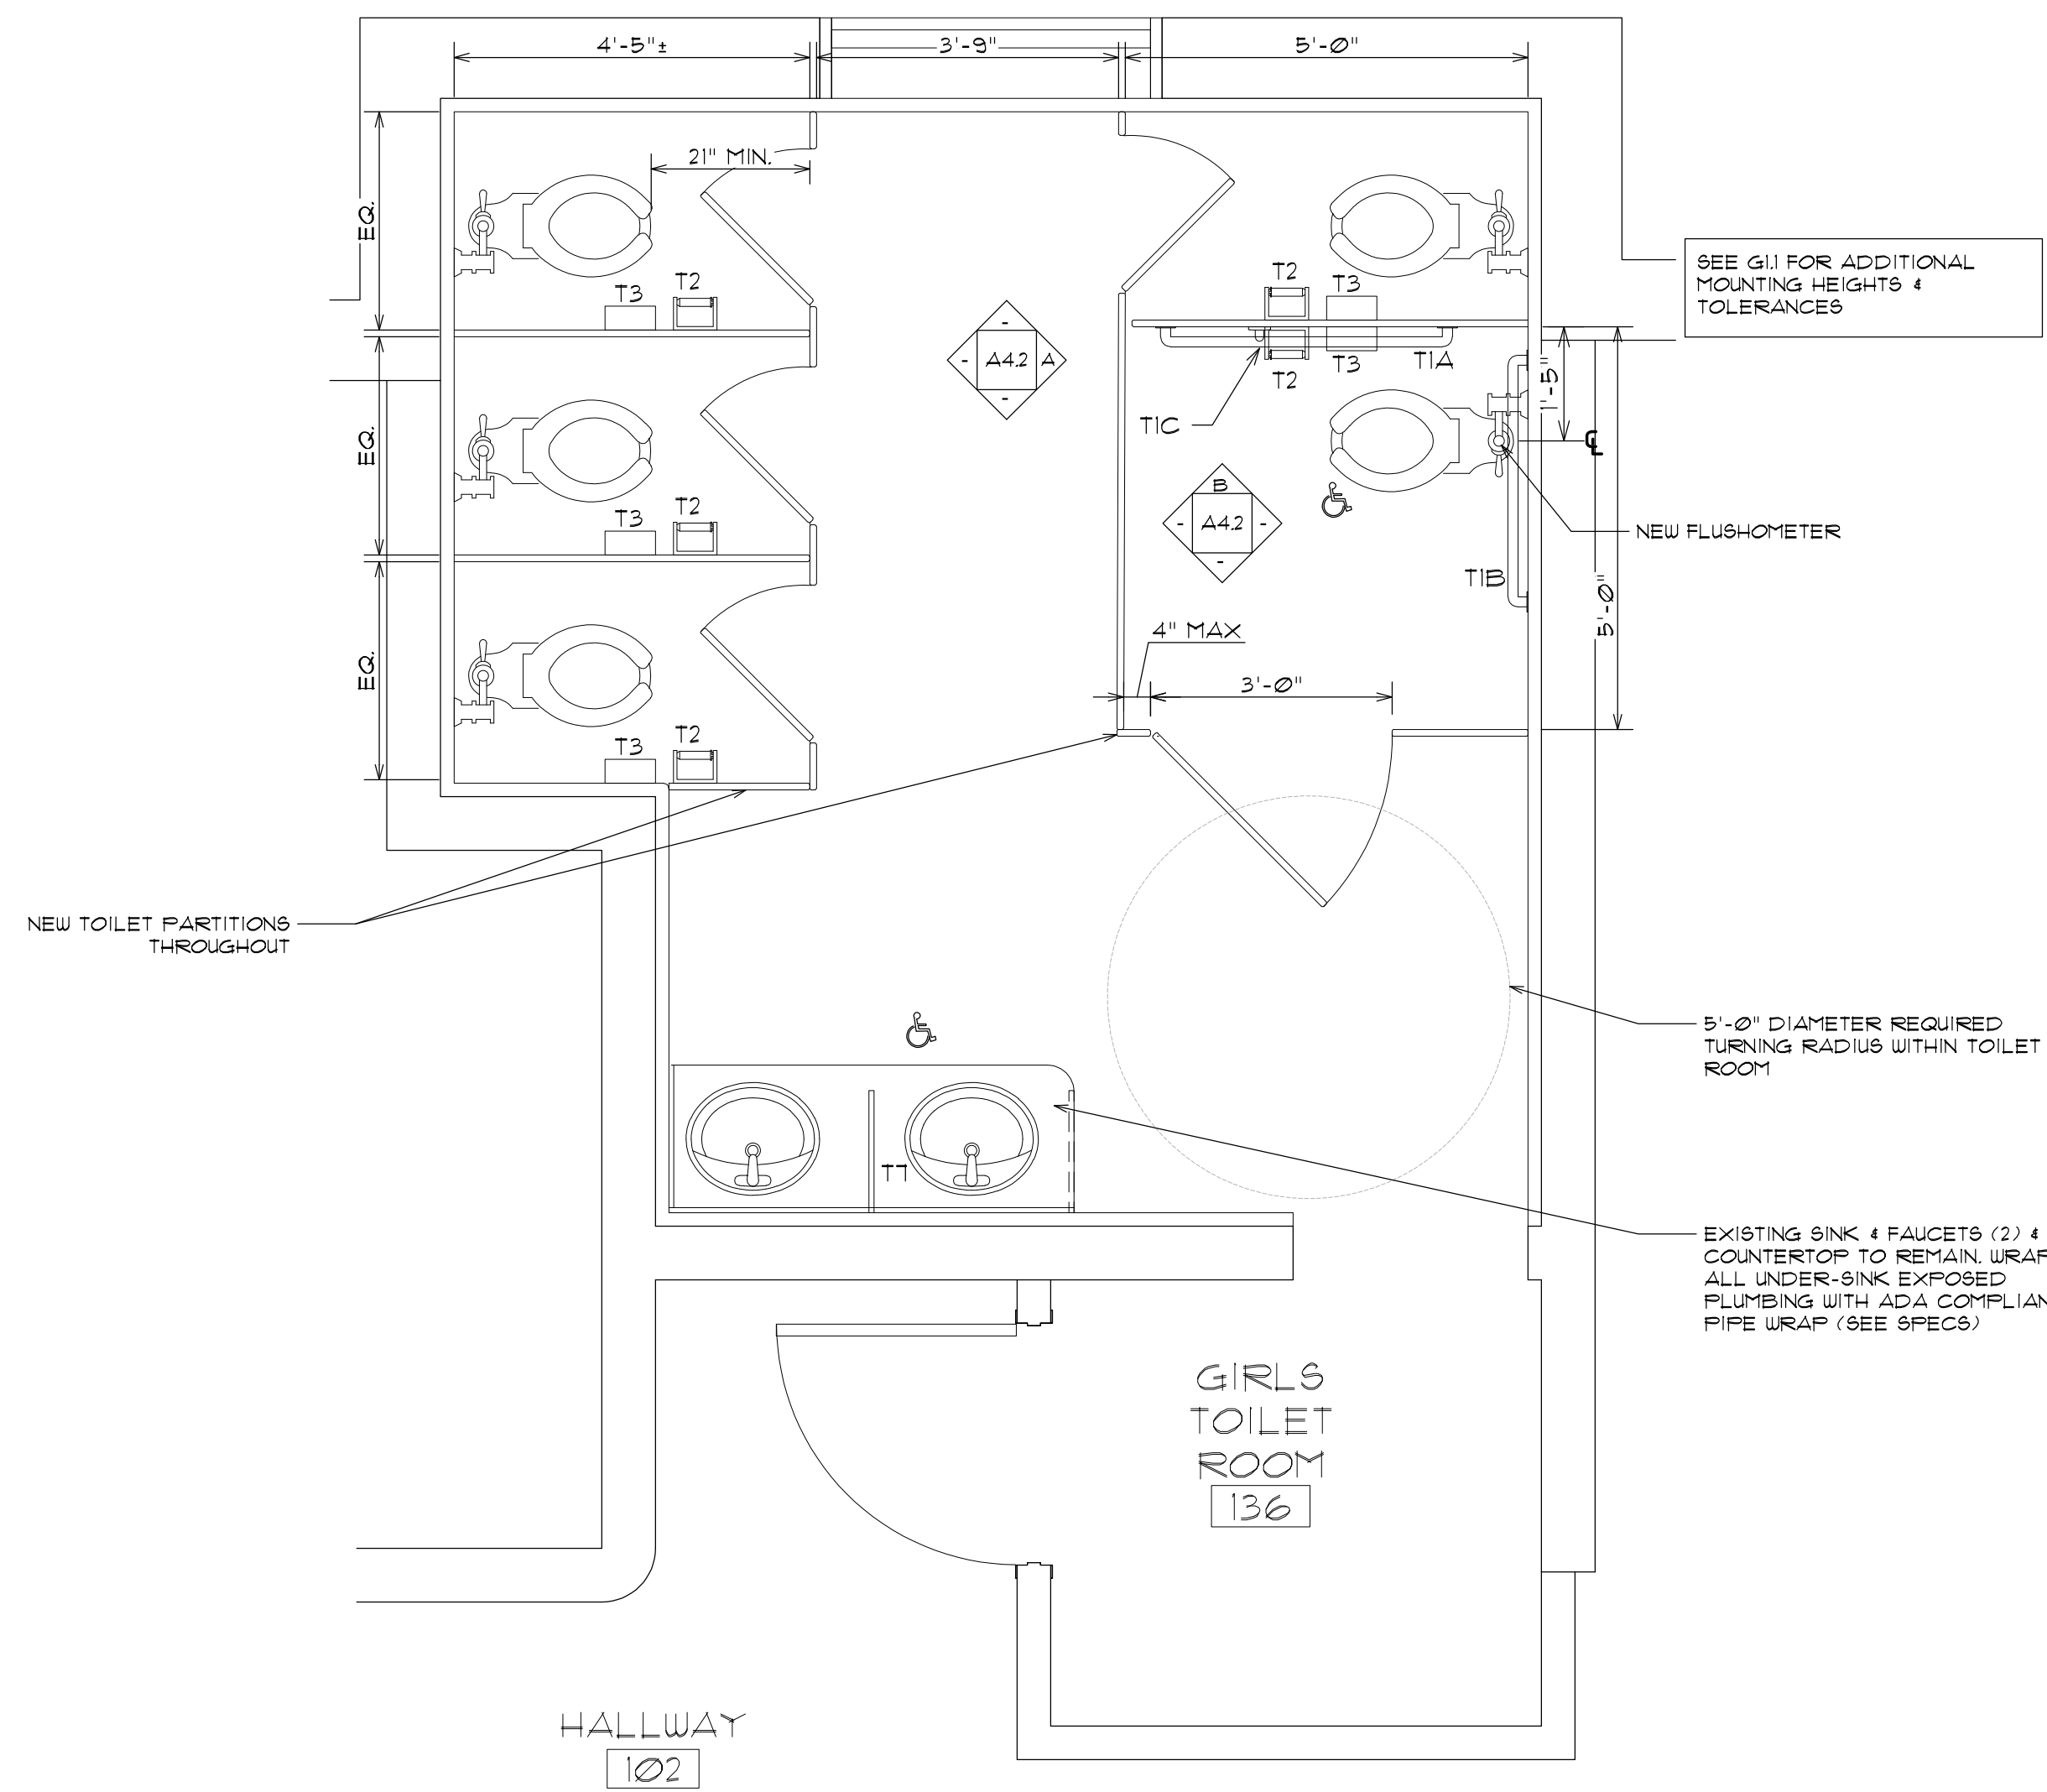 4'-5"±
3'-9"
5'-0"
21" MIN.
EQ.
EQ.
EQ.
T3
T2
T3
T2
T3
T2
T2
T3
T2
T3
T1A
T1C
T1B
-
- A4.2 A
-
B
- A4.2 -
-
1'-5"
℄
5'-0"
4" MAX
3'-0"
SEE G1.1 FOR ADDITIONAL
MOUNTING HEIGHTS &
TOLERANCES
NEW FLUSHOMETER
NEW TOILET PARTITIONS
THROUGHOUT
5'-0" DIAMETER REQUIRED
TURNING RADIUS WITHIN TOILET
ROOM
T7
EXISTING SINK & FAUCETS (2) &
COUNTERTOP TO REMAIN. WRAP
ALL UNDER-SINK EXPOSED
PLUMBING WITH ADA COMPLIAN
PIPE WRAP (SEE SPECS)
GIRLS
TOILET
ROOM
136
HALLWAY
102